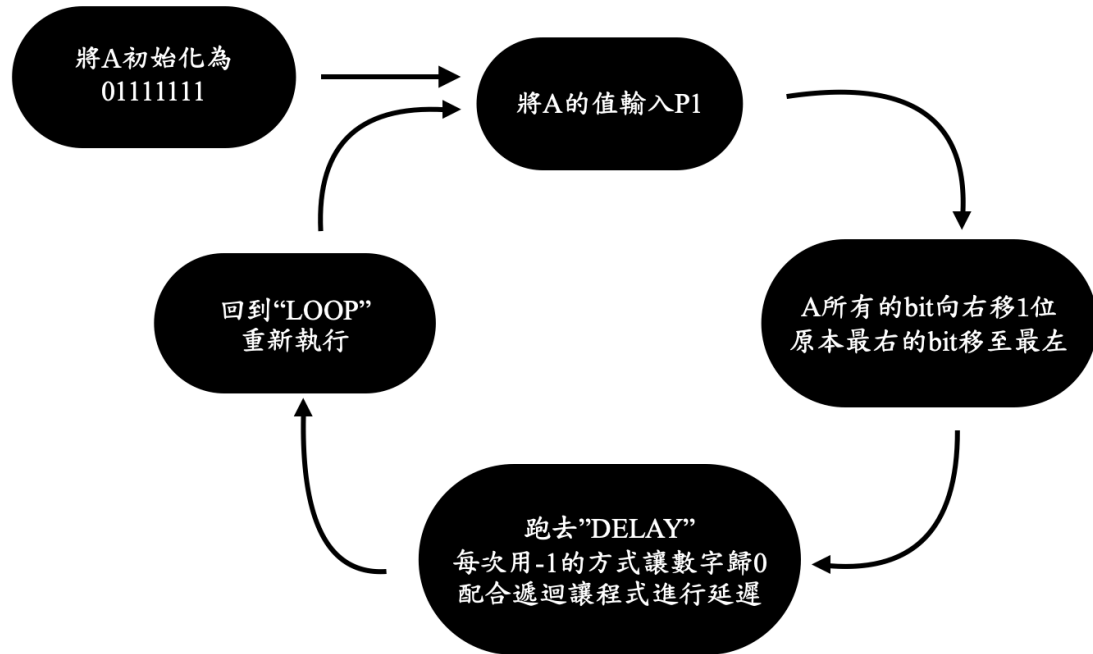 將A初始化為
01111111
將A的值輸入P1
A所有的bit向右移1位
原本最右的bit移至最左
跑去”DELAY”
每次用-1的方式讓數字歸0
配合遞迴讓程式進行延遲
回到“LOOP”
重新執行